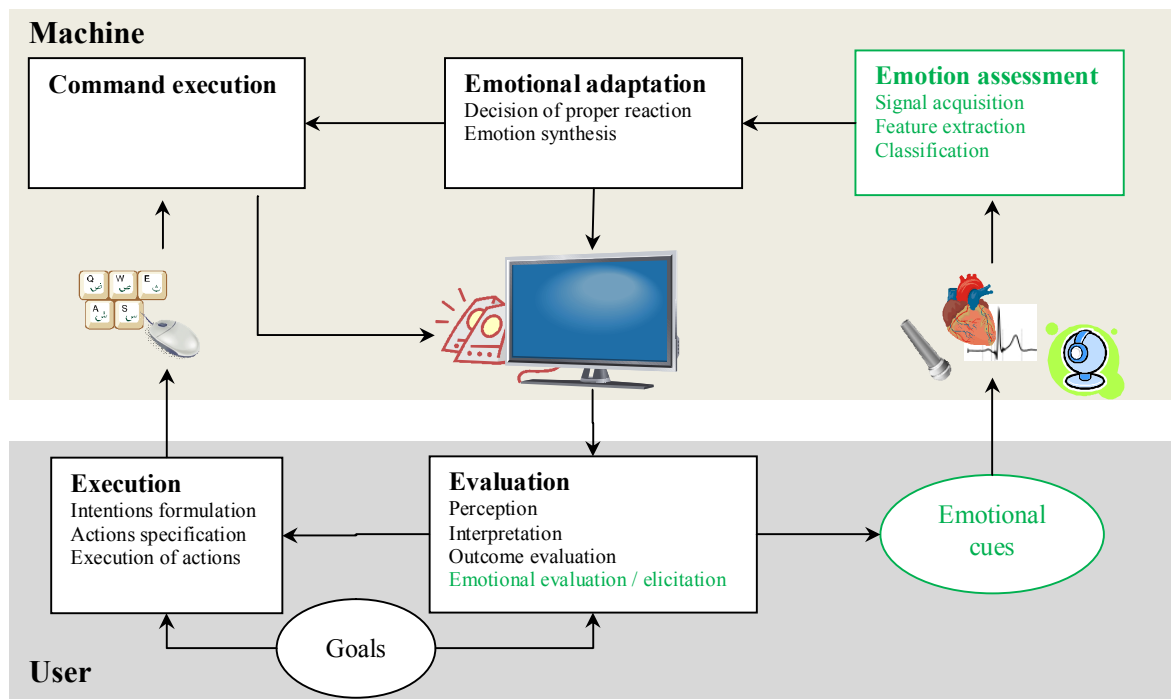 Machine
Command execution
Emotional adaptation
Decision of proper reaction
Emotion synthesis
Emotion assessment
Signal acquisition
Feature extraction
Classification
Q W E
ض ص ث
A S
ش س
Execution
Intentions formulation
Actions specification
Execution of actions
Evaluation
Perception
Interpretation
Outcome evaluation
Emotional evaluation / elicitation
Emotional
cues
Goals
User